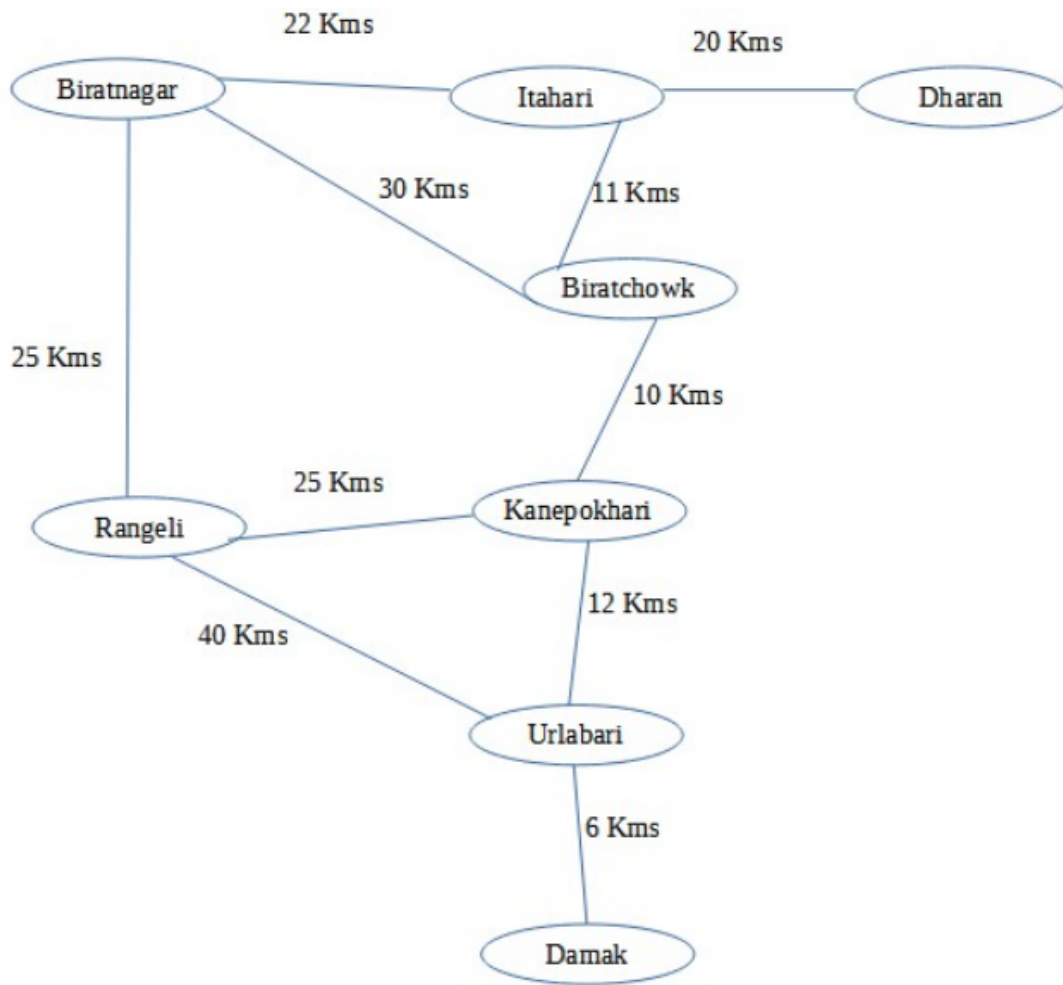 22 Kms
20 Kms
Biratnagar
Itahari
Dharan
30 Kms
11 Kms
Biratchowk
25 Kms
10 Kms
25 Kms
Kanepokhari
Rangeli
12 Kms
40 Kms
Urlabari
6 Kms
Damak